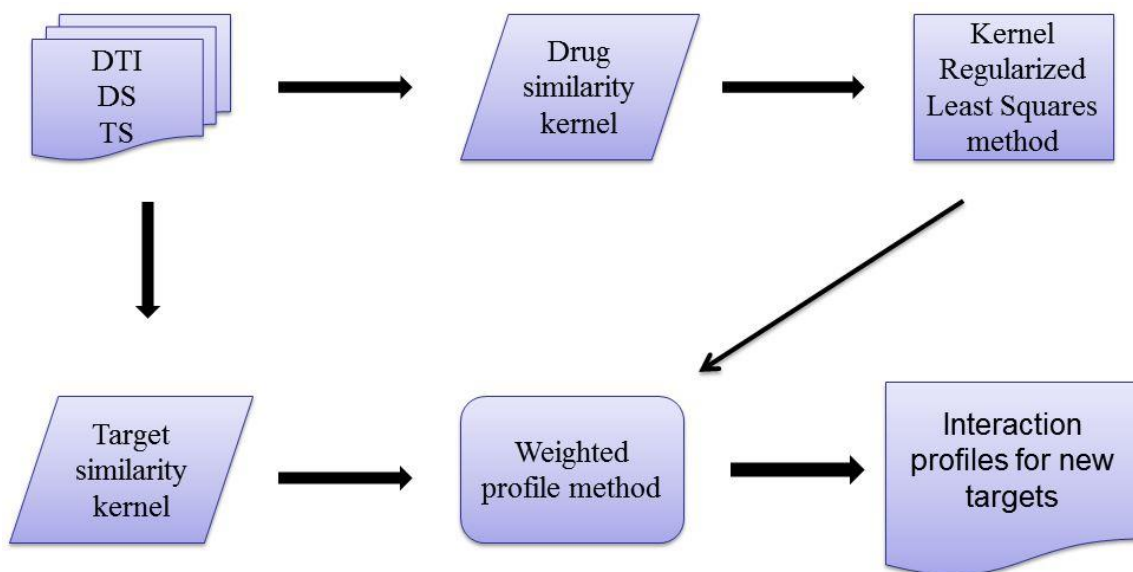 DTI
DS
TS
Drug
similarity
kernel
Kernel
Regularized
Least Squares
method
Target
similarity
kernel
Weighted
profile method
Interaction
profiles for new
targets